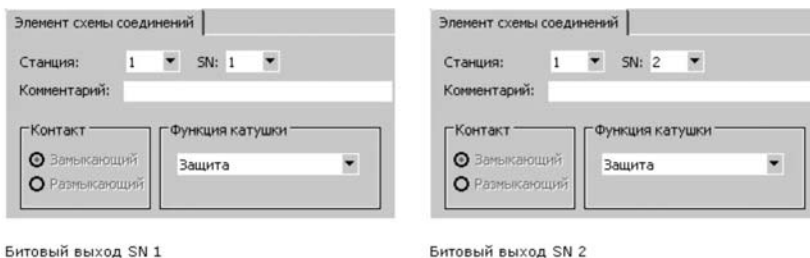 Элемент схемы соединений
Станция: 1 SN: 1
Комментарий:
Контакт
Замыкающий
Размыкающий
Функция катушки
Защита
Битовый выход SN 1
Элемент схемы соединений
Станция: 1 SN: 2
Комментарий:
Контакт
Замыкающий
Размыкающий
Функция катушки
Защита
Битовый выход SN 2